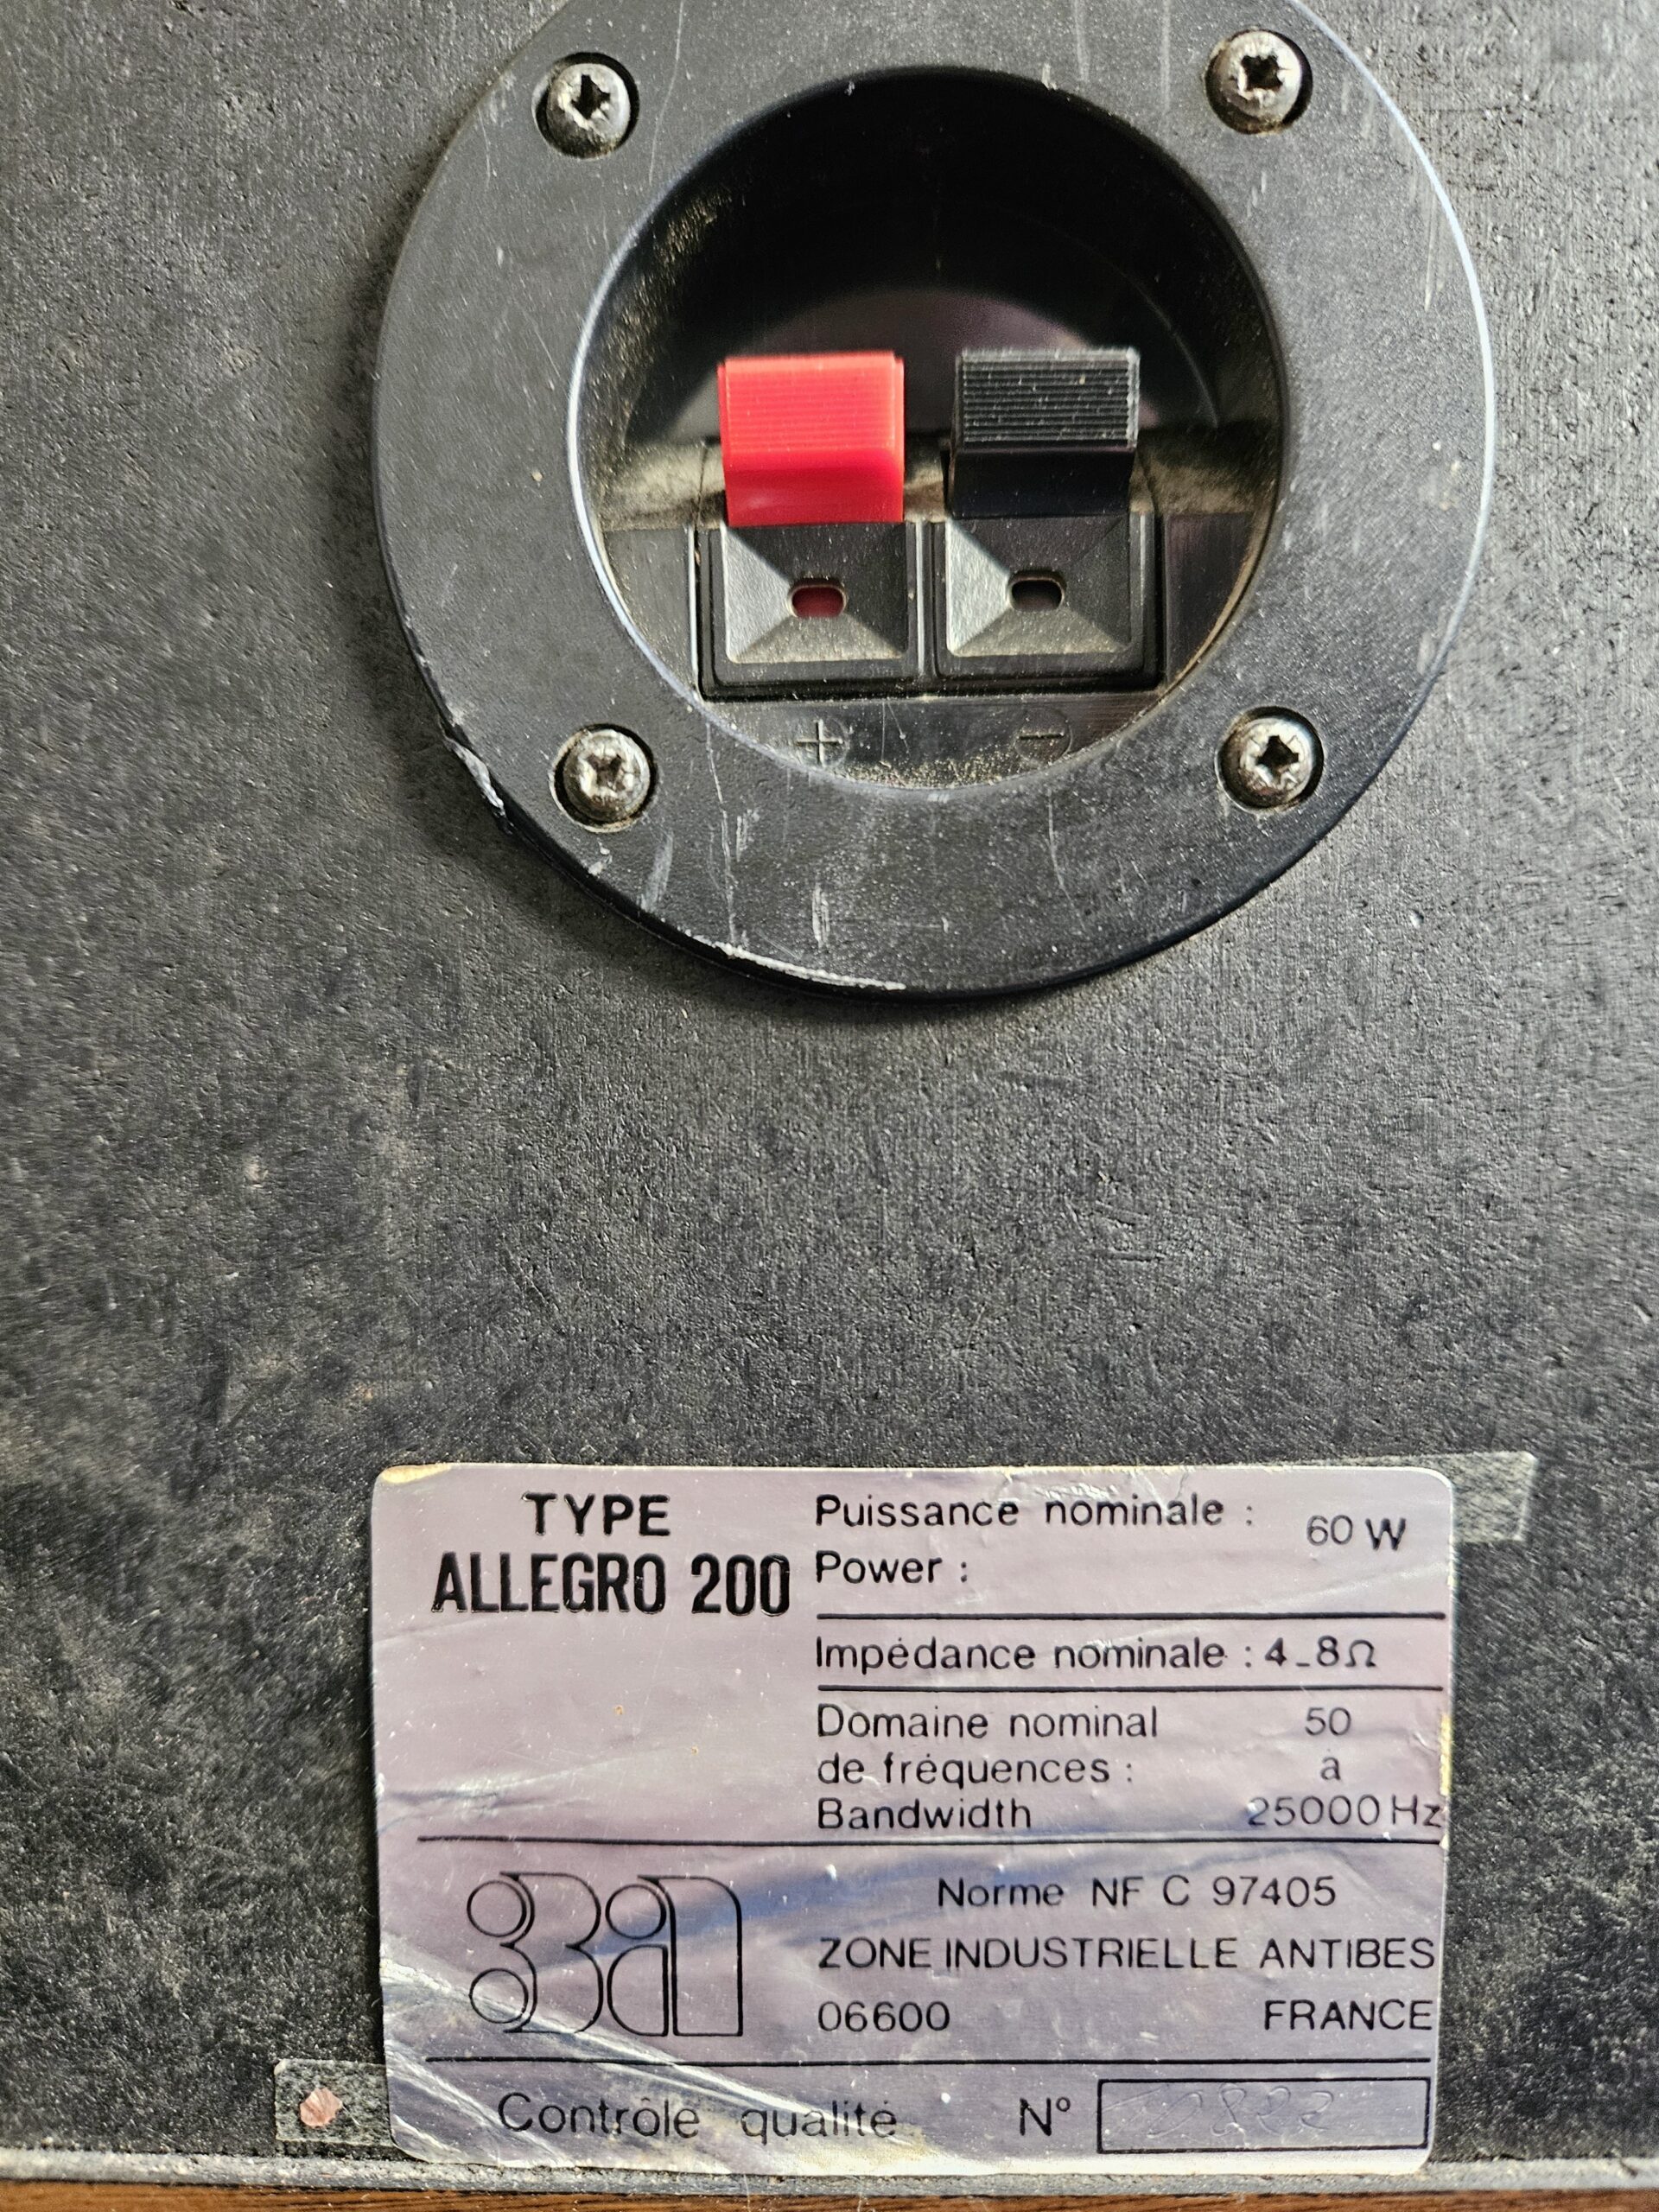 + -
TYPE
ALLEGRO 200
Puissance nominale :
60 W
Power :
Impédance nominale : 4_8Ω
Domaine nominal 50
de fréquences : à
Bandwidth 25000 Hz
3a
Norme NF C 97405
ZONE INDUSTRIELLE ANTIBES
06600 FRANCE
Contrôle qualité N°